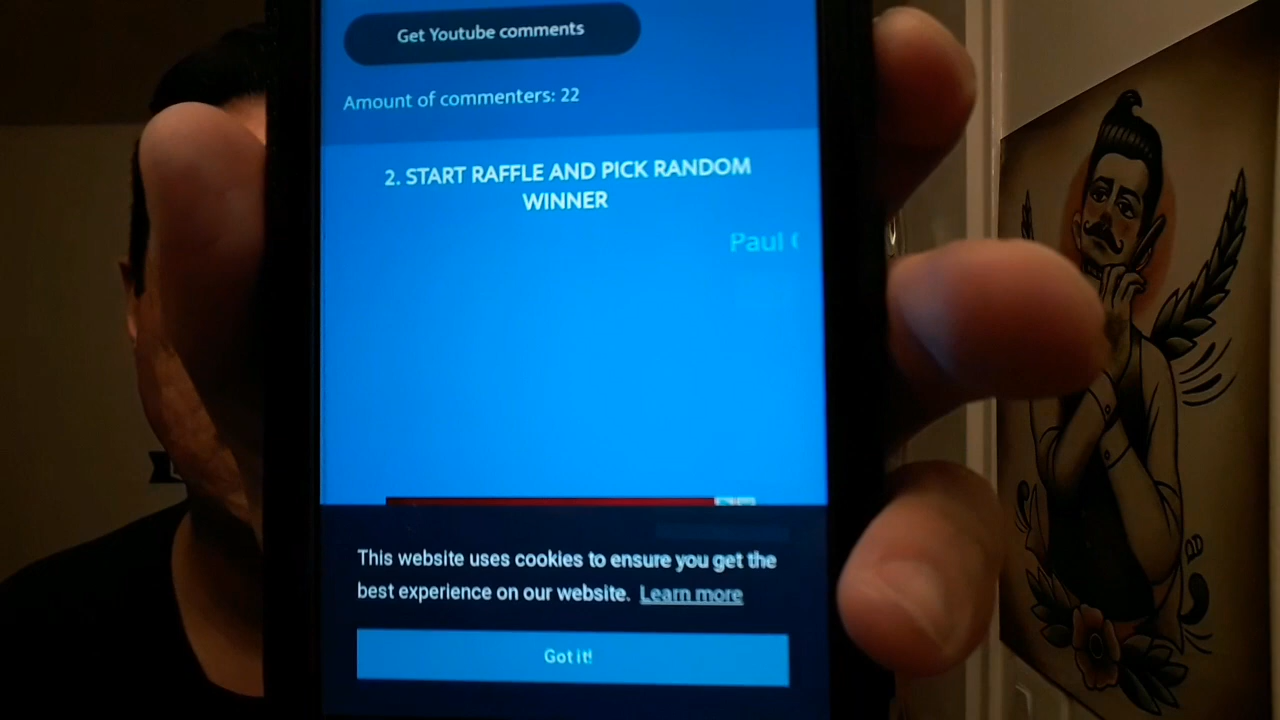 Get Youtube comments
Amount of commenters: 22
2. START RAFFLE AND PICK RANDOM
WINNER
Paul
This website uses cookies to ensure you get the
best experience on our website. Learn more
Got it!